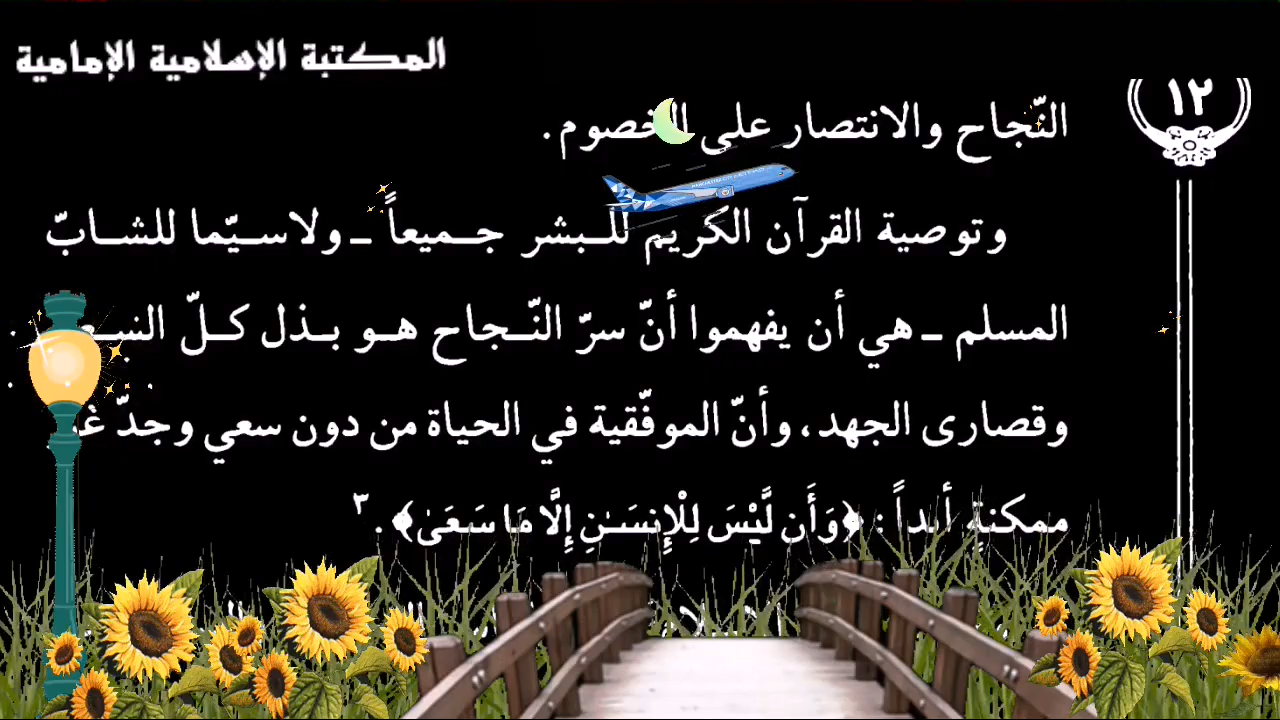 المكتبة الإسلامية الإمامية
١٢
النّجاح والانتصار على الخصوم.
وتوصية القرآن الكريم للبشر جميعاً ـ ولاسيّما للشابّ
المسلم ـ هي أن يفهموا أنّ سرّ النّجاح هو بذل كلّ
وقصارى الجهد، وأنّ الموفّقية في الحياة من دون سعي وجدّ
ممكنةٍ أبداً: ﴿وَأَن لَّيْسَ لِلْإِنسَـٰنِ إِلَّا مَا سَعَىٰ﴾.٣